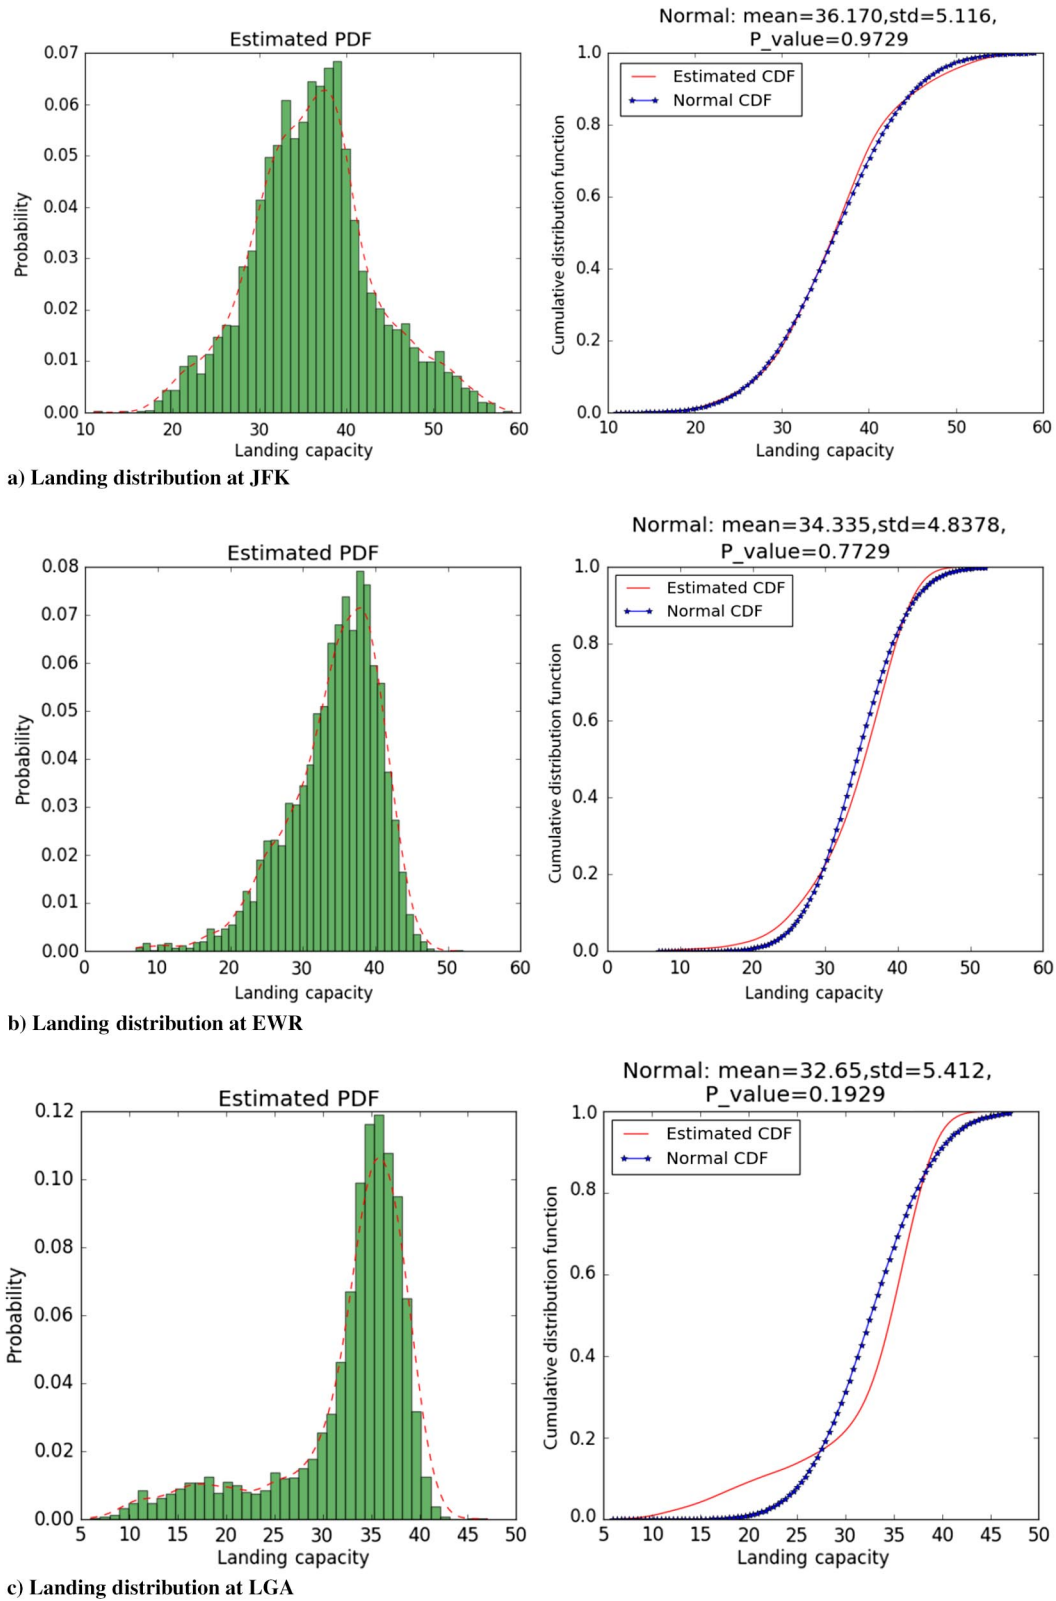 Estimated PDF
0.07
0.06
0.05
0.04
0.03
0.02
0.01
0.00
Probability
10 20 30 40 50 60
Landing capacity
Normal: mean=36.170,std=5.116,
P_value=0.9729
Estimated CDF
Normal CDF
1.0
0.8
0.6
0.4
0.2
0.0
Cumulative distribution function
10 20 30 40 50 60
Landing capacity
a) Landing distribution at JFK
Estimated PDF
0.08
0.07
0.06
0.05
0.04
0.03
0.02
0.01
0.00
Probability
0 10 20 30 40 50 60
Landing capacity
Normal: mean=34.335,std=4.8378,
P_value=0.7729
Estimated CDF
Normal CDF
1.0
0.8
0.6
0.4
0.2
0.0
Cumulative distribution function
0 10 20 30 40 50 60
Landing capacity
b) Landing distribution at EWR
Estimated PDF
0.12
0.10
0.08
0.06
0.04
0.02
0.00
Probability
5 10 15 20 25 30 35 40 45 50
Landing capacity
Normal: mean=32.65,std=5.412,
P_value=0.1929
Estimated CDF
Normal CDF
1.0
0.8
0.6
0.4
0.2
0.0
Cumulative distribution function
5 10 15 20 25 30 35 40 45 50
Landing capacity
c) Landing distribution at LGA